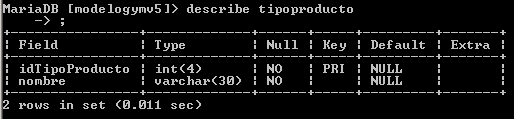 MariaDB [modelogymv5]> describe tipoproducto
    -> ;
+----------------+-------------+------+-----+---------+-------+
| Field          | Type        | Null | Key | Default | Extra |
+----------------+-------------+------+-----+---------+-------+
| idTipoProducto | int(4)      | NO   | PRI | NULL    |       |
| nombre         | varchar(30) | NO   |     | NULL    |       |
+----------------+-------------+------+-----+---------+-------+
2 rows in set (0.011 sec)